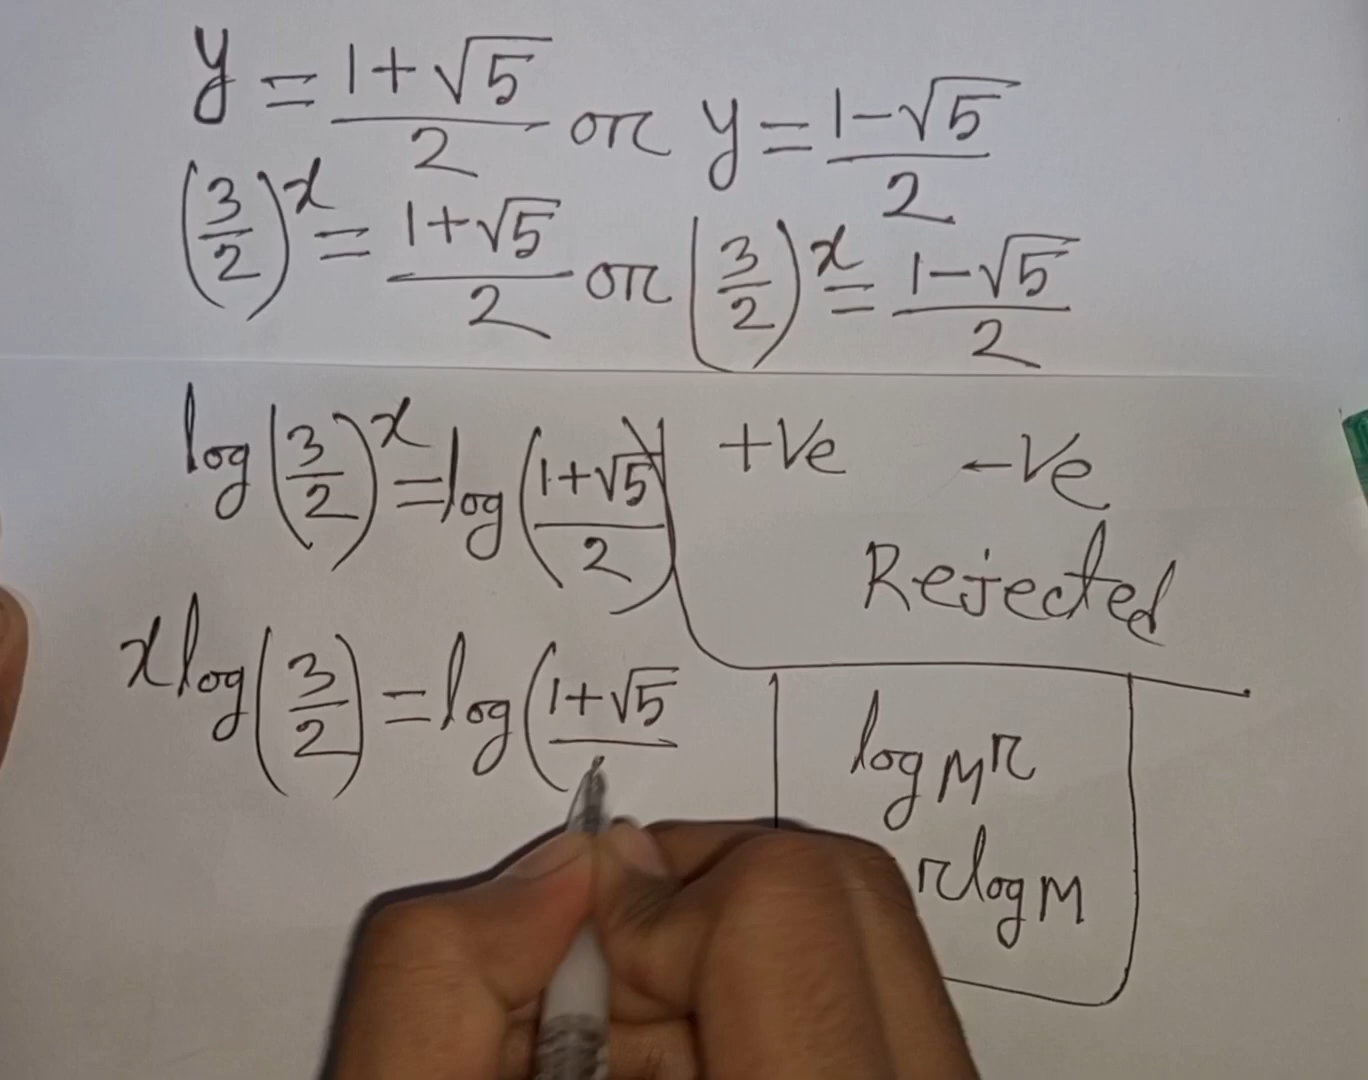 y = (1+√5)/2 or y = (1-√5)/2
(3/2)^x = (1+√5)/2 or (3/2)^x = (1-√5)/2
+ve -ve
Rejected
log(3/2)^x = log((1+√5)/2)
x log(3/2) = log((1+√5)/
log M^r
r log M